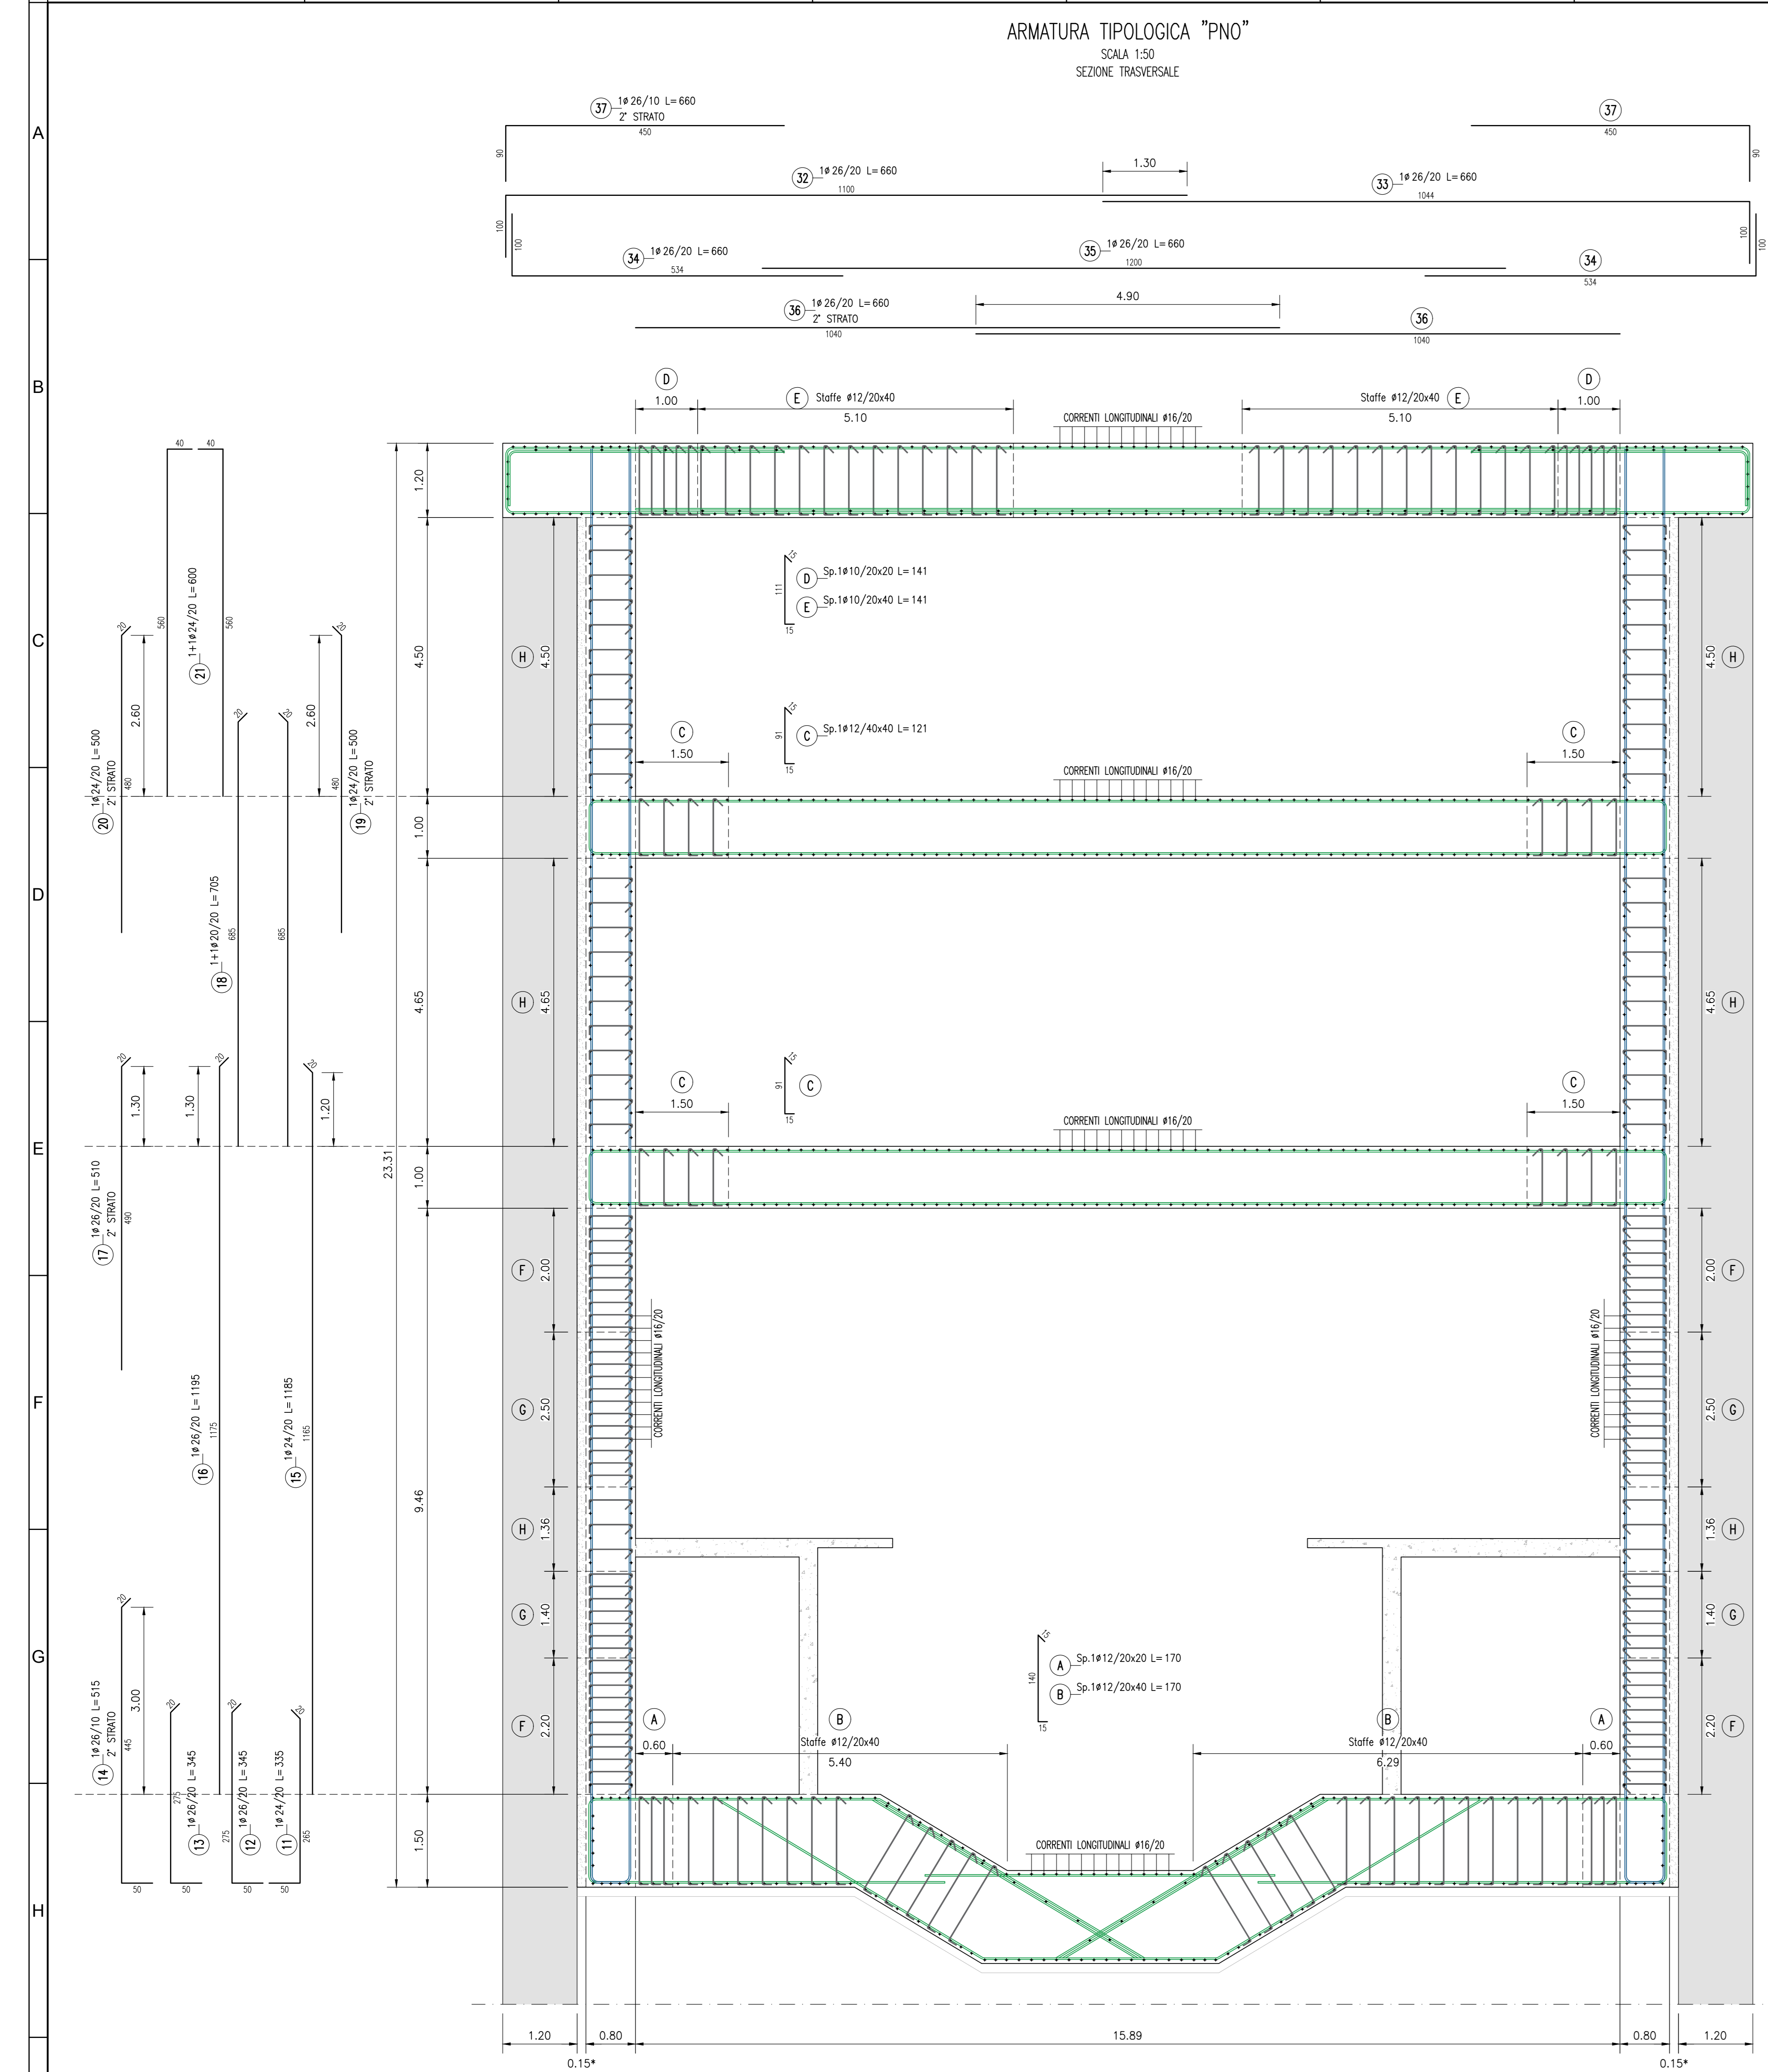 ARMATURA TIPOLOGICA "PNO"
SCALA 1:50
SEZIONE TRASVERSALE
A
B
C
D
E
F
G
H
37 1ø26/10 L=660
2° STRATO
450
90
37
450
90
32 1ø26/20 L=660
1100
1.30
33 1ø26/20 L=660
1044
100
100
100
100
34 1ø26/20 L=660
534
35 1ø26/20 L=660
1200
34
534
36 1ø26/20 L=660
2° STRATO
1040
4.90
36
1040
D
1.00
E Staffe ø12/20x40
5.10
CORRENTI LONGITUDINALI ø16/20
Staffe ø12/20x40 E
5.10
D
1.00
40 40
560
1+1ø24/20 L=600
21
560
1.20
4.50
1.00
4.65
1.00
9.46
1.50
23.31
15
111
15
D Sp.1ø10/20x20 L=141
E Sp.1ø10/20x40 L=141
H 4.50
4.50 H
20
2.60
20 1ø24/20 L=500
2° STRATO
480
20
2.60
19 1ø24/20 L=500
2° STRATO
480
20
20
18 1+1ø20/20 L=705
685
685
15
91
15
C Sp.1ø12/40x40 L=121
C
1.50
C
1.50
CORRENTI LONGITUDINALI ø16/20
H 4.65
4.65 H
15
91
15
C
C
1.50
C
1.50
CORRENTI LONGITUDINALI ø16/20
20
1.30
17 1ø26/20 L=510
2° STRATO
490
20
1.30
16 1ø26/20 L=1195
1175
20
1.20
15 1ø24/20 L=1185
1165
F 2.00
G 2.50
H 1.36
G 1.40
F 2.20
2.00 F
2.50 G
1.36 H
1.40 G
2.20 F
CORRENTI LONGITUDINALI ø16/20
CORRENTI LONGITUDINALI ø16/20
20
3.00
14 1ø26/10 L=515
2° STRATO
445
50
20
275
13 1ø26/20 L=345
50
20
275
12 1ø26/20 L=345
50
20
265
11 1ø24/20 L=335
50
15
140
15
A Sp.1ø12/20x20 L=170
B Sp.1ø12/20x40 L=170
A
0.60
B
Staffe ø12/20x40
5.40
B
Staffe ø12/20x40
6.29
A
0.60
CORRENTI LONGITUDINALI ø16/20
1.20
0.80
15.89
0.80
1.20
0.15*
0.15*